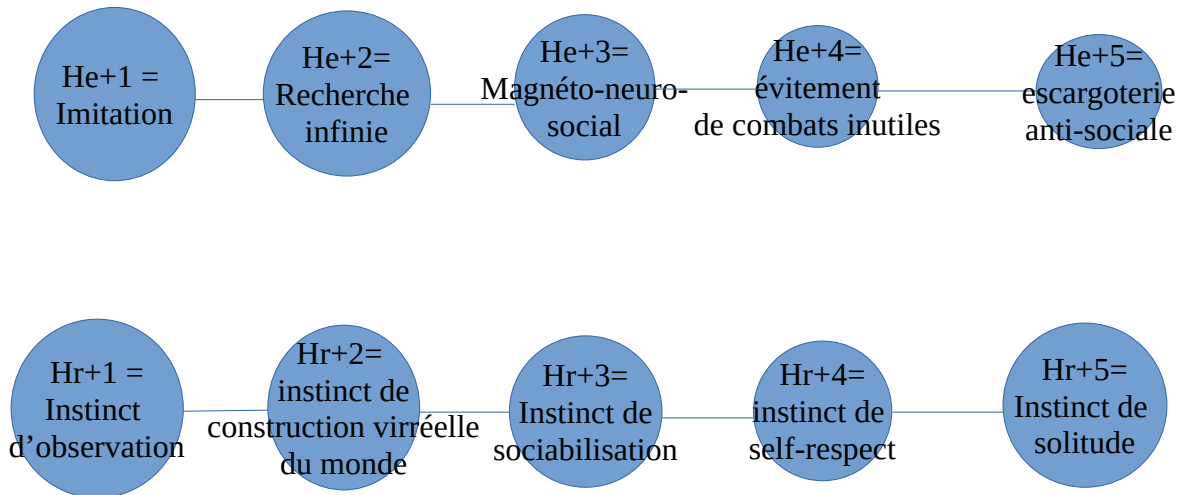 He+1 =
Imitation
He+2=
Recherche
infinie
He+3=
Magnéto-neuro-
social
He+4=
évitement
de combats inutiles
He+5=
escargoterie
anti-sociale
Hr+1 =
Instinct
d’observation
Hr+2=
instinct de
construction virréelle
du monde
Hr+3=
Instinct de
sociabilisation
Hr+4=
instinct de
self-respect
Hr+5=
Instinct de
solitude